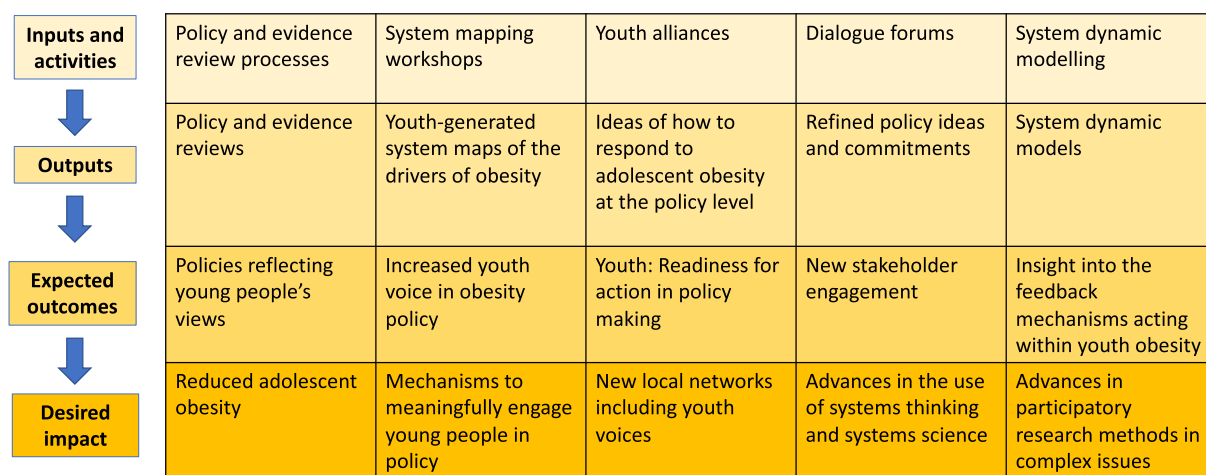 Inputs and
activities
Policy and evidence
review processes
System mapping
workshops
Youth alliances
Dialogue forums
System dynamic
modelling
Outputs
Policy and evidence
reviews
Youth-generated
system maps of the
drivers of obesity
Ideas of how to
respond to
adolescent obesity
at the policy level
Refined policy ideas
and commitments
System dynamic
models
Expected
outcomes
Policies reflecting
young people’s
views
Increased youth
voice in obesity
policy
Youth: Readiness for
action in policy
making
New stakeholder
engagement
Insight into the
feedback
mechanisms acting
within youth obesity
Desired
impact
Reduced adolescent
obesity
Mechanisms to
meaningfully engage
young people in
policy
New local networks
including youth
voices
Advances in the use
of systems thinking
and systems science
Advances in
participatory
research methods in
complex issues